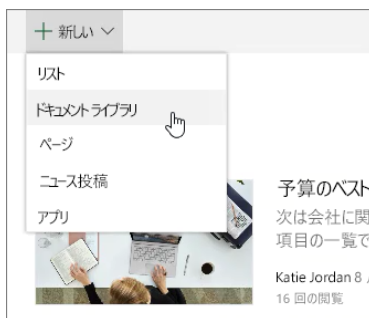 新しい
リスト
ドキュメント ライブラリ
ページ
ニュース投稿
アプリ
予算のベスト
次は会社に関
項目の一覧で
Katie Jordan 8
16 回の閲覧